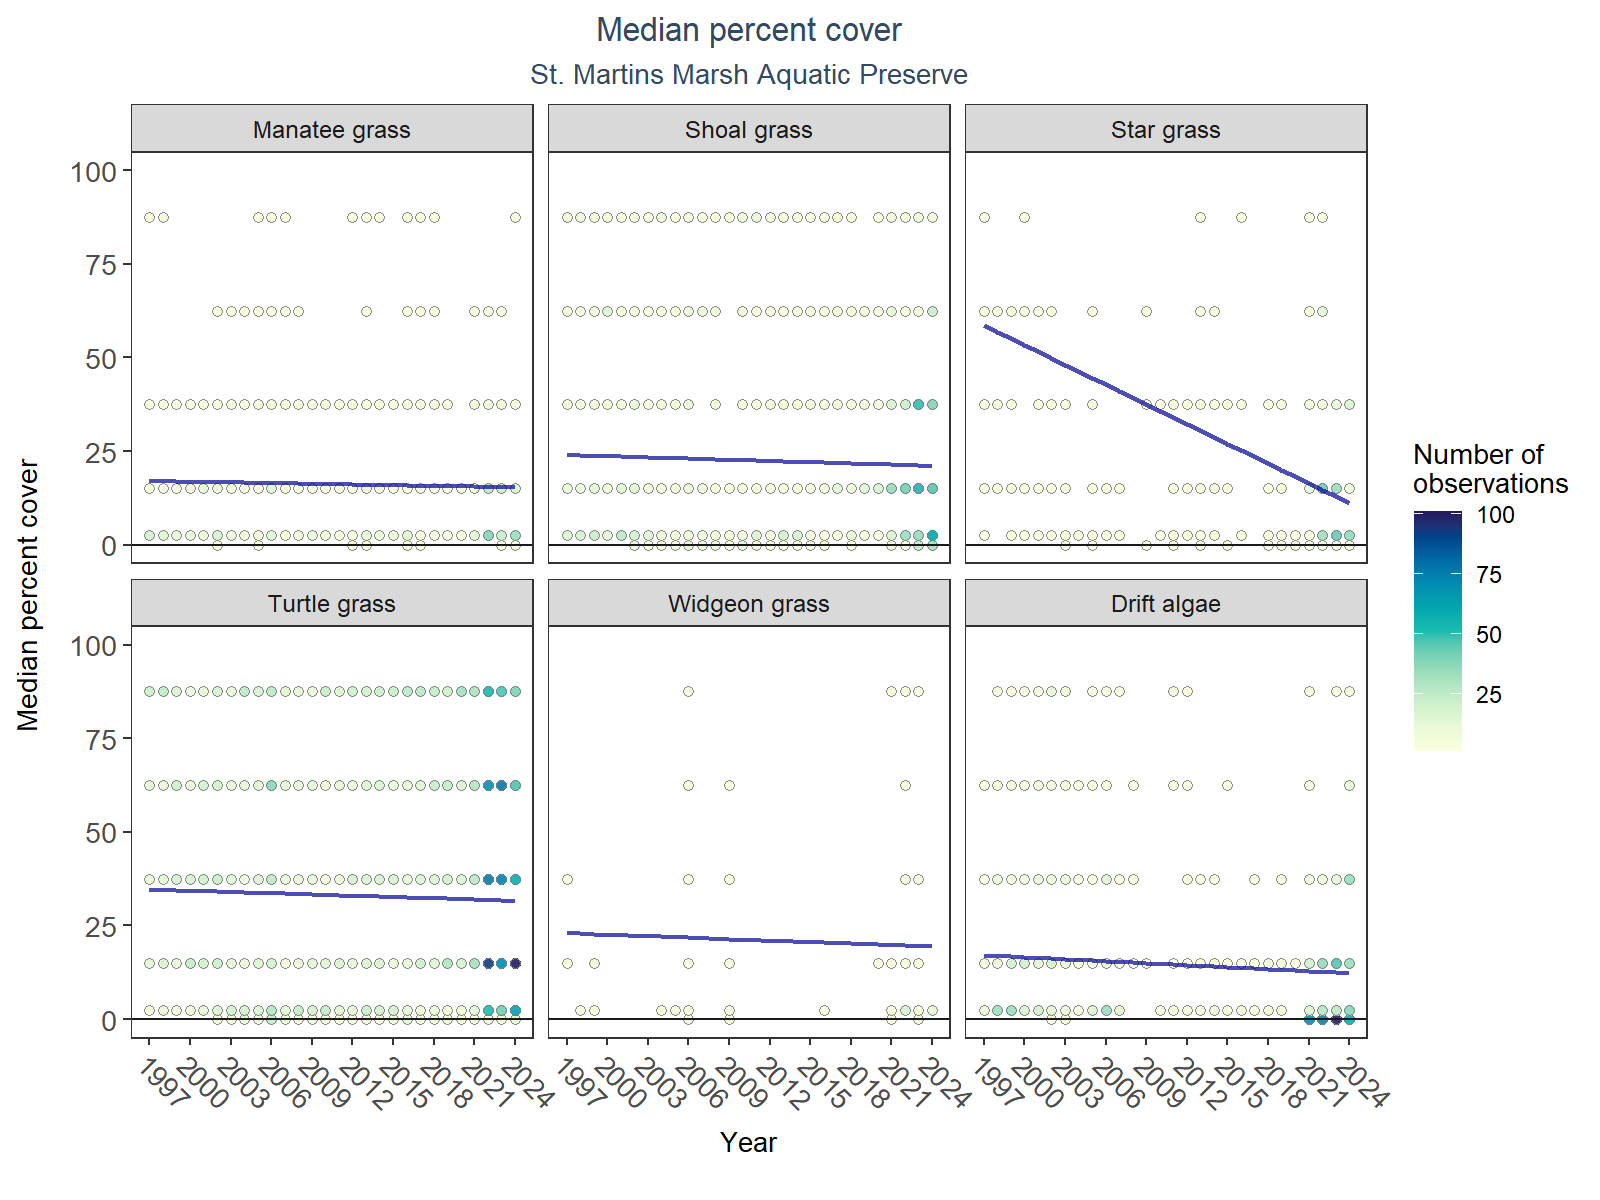 Median percent cover
St. Martins Marsh Aquatic Preserve
Manatee grass
Shoal grass
Star grass
100
75
50
25
0
Turtle grass
Widgeon grass
Drift algae
100
75
50
25
0
Median percent cover
1997 2000 2003 2006 2009 2012 2015 2018 2021 2024
1997 2000 2003 2006 2009 2012 2015 2018 2021 2024
1997 2000 2003 2006 2009 2012 2015 2018 2021 2024
Year
Number of
observations
100
75
50
25